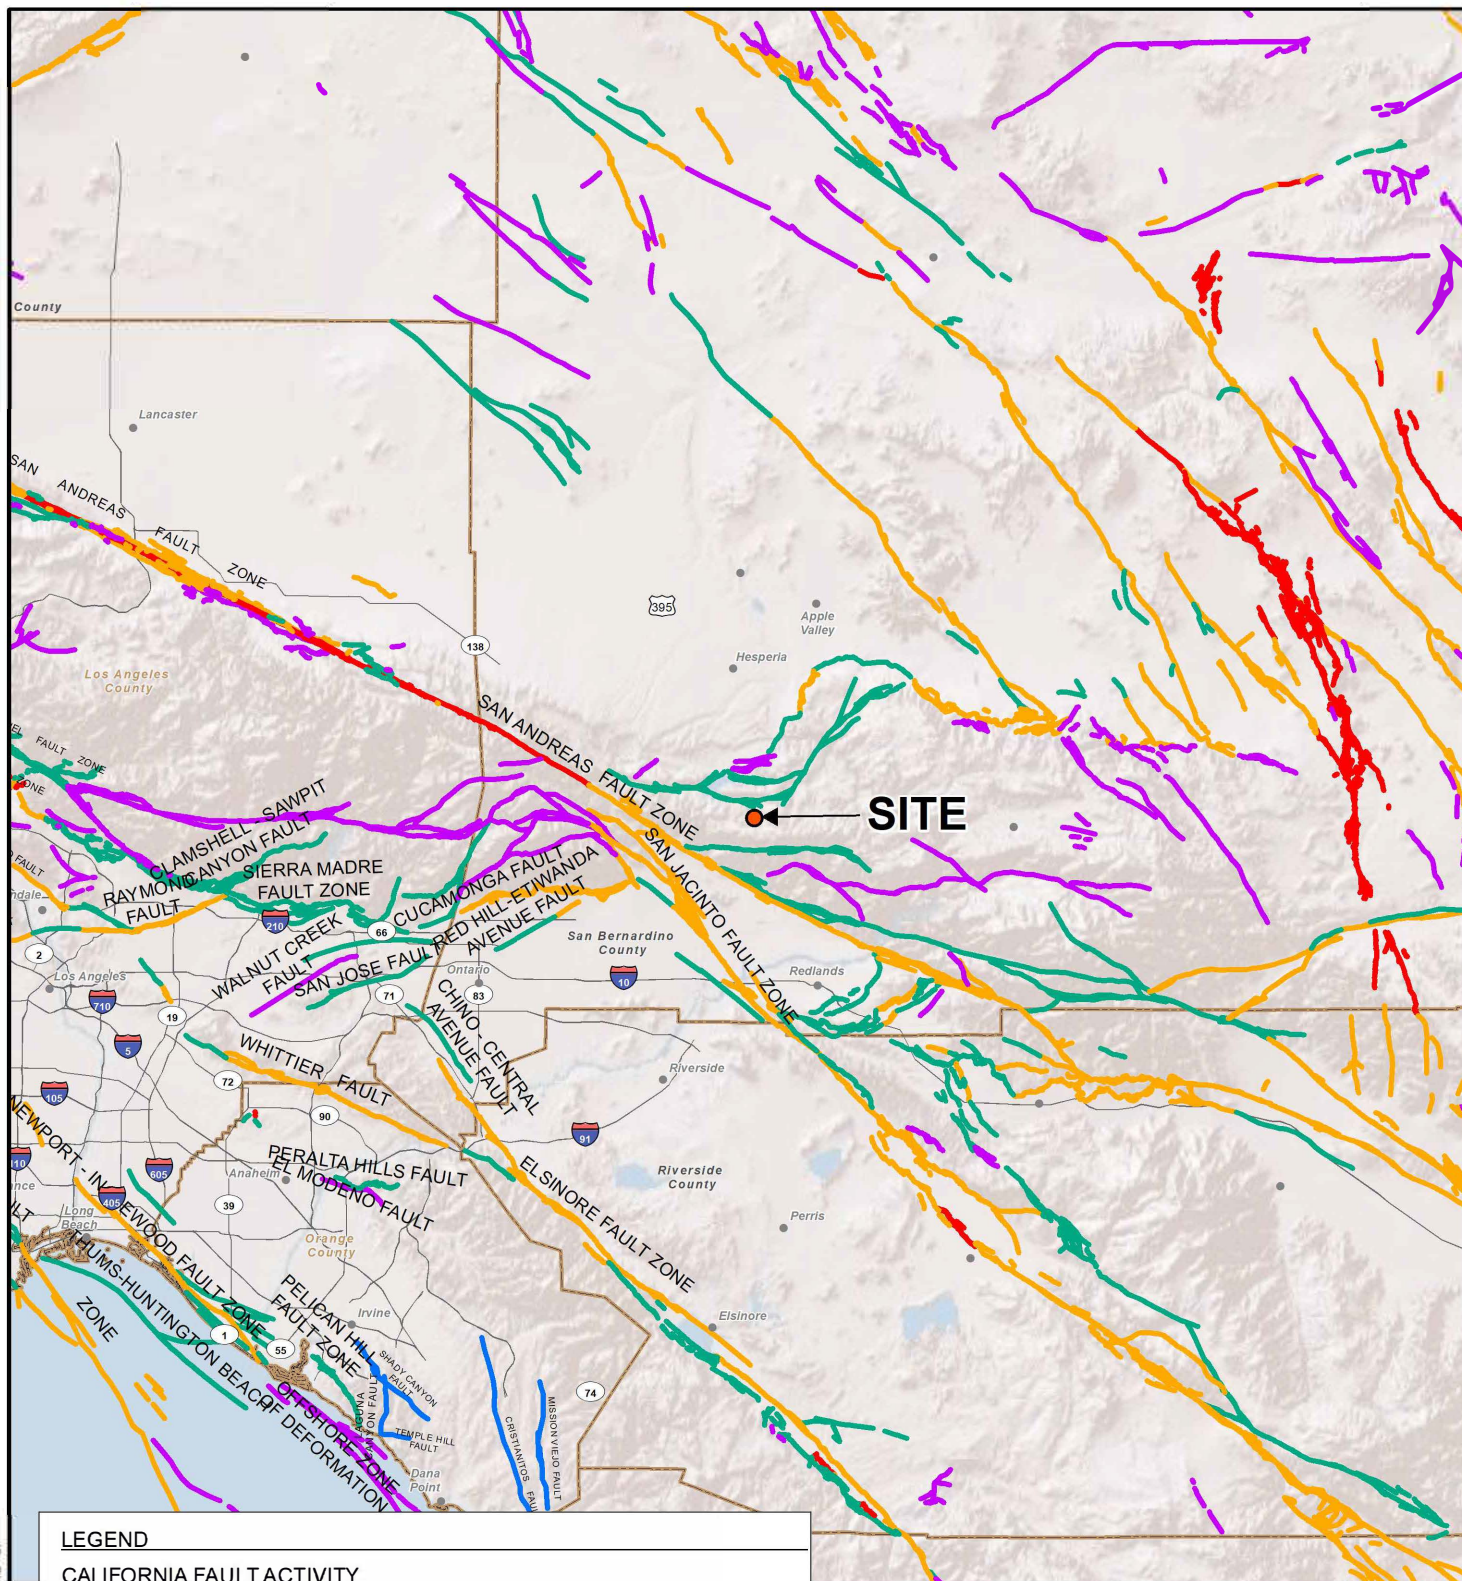 County
Lancaster
SAN ANDREAS FAULT ZONE
395
Apple
Valley
Hesperia
138
Los Angeles
County
SAN ANDREAS FAULT ZONE
FAULT ZONE
ZONE
SITE
CLAMSHELL - SAWPIT
CANYON FAULT
SIERRA MADRE
FAULT ZONE
RAYMOND
FAULT
FAULT
SAN JACINTO FAULT ZONE
CUCAMONGA FAULT
RED HILL-ETIWANDA
AVENUE FAULT
210
66
WALNUT CREEK
FAULT
SAN JOSE FAULT
San Bernardino
County
2
Los Angeles
Ontario
10
Redlands
710
71
83
19
5
CHINO - CENTRAL
AVENUE FAULT
WHITTIER FAULT
72
Riverside
105
90
91
NEWPORT - INGLEWOOD FAULT ZONE
605
PERALTA HILLS FAULT
Anaheim
EL MODENO FAULT
ELSINORE FAULT ZONE
Riverside
County
405
39
Long
Beach
Perris
Orange
County
THUMS-HUNTINGTON BEACH
ZONE
PELICAN HILL
FAULT ZONE
Irvine
Elsinore
1
55
SHADY CANYON
FAULT
74
OFFSHORE ZONE
OF DEFORMATION
LAGUNA
CANYON FAULT
TEMPLE HILL
FAULT
CRISTIANITOS
MISSION VIEJO FAULT
Dana
Point
LEGEND
CALIFORNIA FAULT ACTIVITY